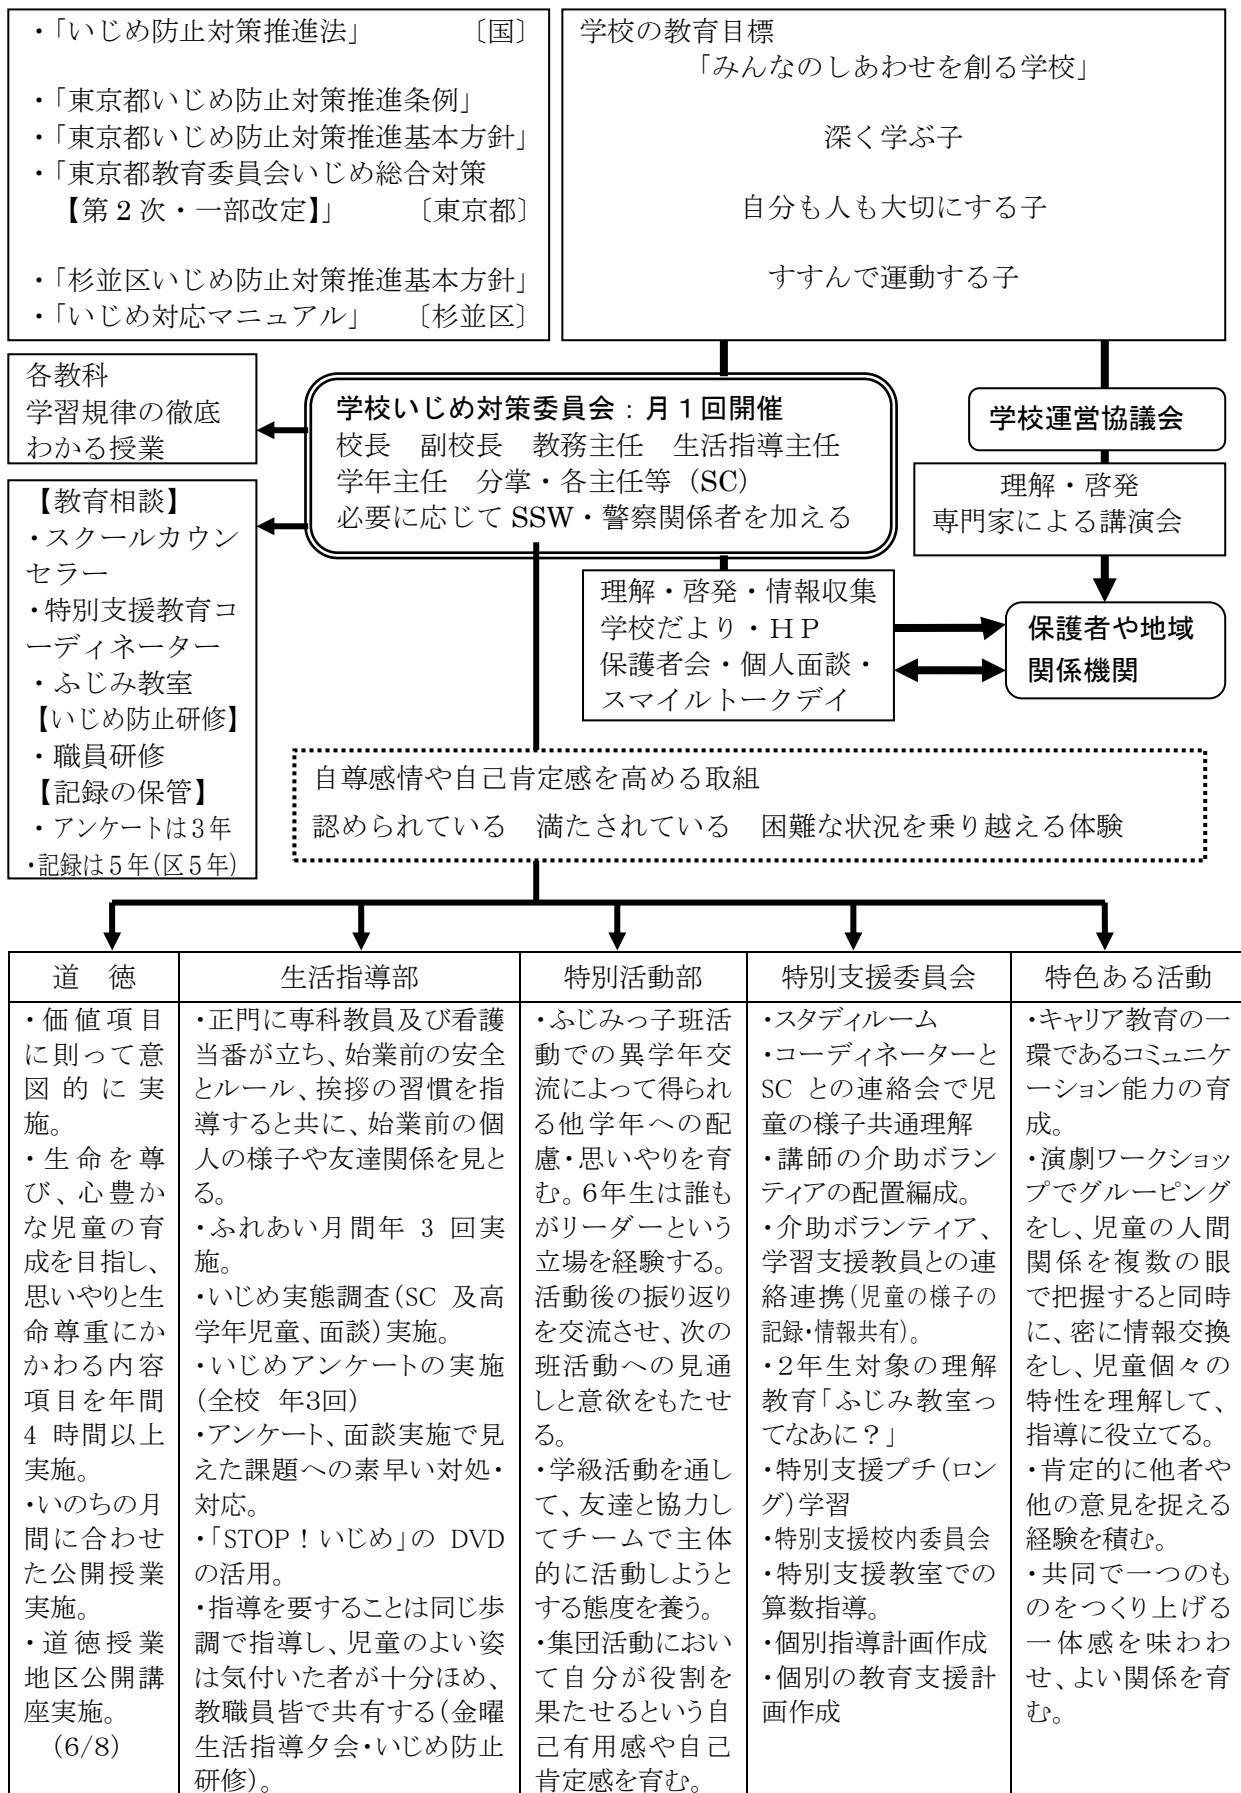 ・「いじめ防止対策推進法」　〔国〕
・「東京都いじめ防止対策推進条例」
・「東京都いじめ防止対策推進基本方針」
・「東京都教育委員会いじめ総合対策
【第2次・一部改定】」　〔東京都〕
・「杉並区いじめ防止対策推進基本方針」
・「いじめ対応マニュアル」　〔杉並区〕
学校の教育目標
「みんなのしあわせを創る学校」
深く学ぶ子
自分も人も大切にする子
すすんで運動する子
各教科
学習規律の徹底
わかる授業
学校いじめ対策委員会：月1回開催
校長　副校長　教務主任　生活指導主任
学年主任　分掌・各主任等（SC）
必要に応じて SSW・警察関係者を加える
学校運営協議会
理解・啓発
専門家による講演会
【教育相談】
・スクールカウン
セラー
・特別支援教育コ
ーディネーター
・ふじみ教室
【いじめ防止研修】
・職員研修
【記録の保管】
・アンケートは3年
・記録は5年(区5年)
理解・啓発・情報収集
学校だより・ＨＰ
保護者会・個人面談・
スマイルトークデイ
保護者や地域
関係機関
自尊感情や自己肯定感を高める取組
認められている　満たされている　困難な状況を乗り越える体験
道　徳
・価値項目
に則って意
図的に実
施。
・生命を尊
び、心豊か
な児童の育
成を目指し、
思いやりと生
命尊重にか
かわる内容
項目を年間
4 時間以上
実施。
・いのちの月
間に合わせ
た公開授業
実施。
・道徳授業
地区公開講
座実施。
(6/8)
生活指導部
・正門に専科教員及び看護
当番が立ち、始業前の安全
とルール、挨拶の習慣を指
導すると共に、始業前の個
人の様子や友達関係を見と
る。
・ふれあい月間年 3 回実
施。
・いじめ実態調査(SC 及高
学年児童、面談)実施。
・いじめアンケートの実施
(全校　年3回)
・アンケート、面談実施で見
えた課題への素早い対処・
対応。
・「STOP！いじめ」の DVD
の活用。
・指導を要することは同じ歩
調で指導し、児童のよい姿
は気付いた者が十分ほめ、
教職員皆で共有する(金曜
生活指導夕会・いじめ防止
研修)。
特別活動部
・ふじみっ子班活
動での異学年交
流によって得られ
る他学年への配
慮・思いやりを育
む。6年生は誰も
がリーダーという
立場を経験する。
活動後の振り返り
を交流させ、次の
班活動への見通
しと意欲をもたせ
る。
・学級活動を通し
て、友達と協力し
てチームで主体
的に活動しようと
する態度を養う。
・集団活動におい
て自分が役割を
果たせるという自
己有用感や自己
肯定感を育む。
特別支援委員会
・スタディルーム
・コーディネーターと
SC との連絡会で児
童の様子共通理解
・講師の介助ボラン
ティアの配置編成。
・介助ボランティア、
学習支援教員との連
絡連携(児童の様子の
記録・情報共有)。
・2年生対象の理解
教育「ふじみ教室っ
てなあに？」
・特別支援プチ(ロン
グ)学習
・特別支援校内委員会
・特別支援教室での
算数指導。
・個別指導計画作成
・個別の教育支援計
画作成
特色ある活動
・キャリア教育の一
環であるコミュニケ
ーション能力の育
成。
・演劇ワークショッ
プでグルーピング
をし、児童の人間
関係を複数の眼
で把握すると同時
に、密に情報交換
をし、児童個々の
特性を理解して、
指導に役立てる。
・肯定的に他者や
他の意見を捉える
経験を積む。
・共同で一つのも
のをつくり上げる
一体感を味わわ
せ、よい関係を育
む。